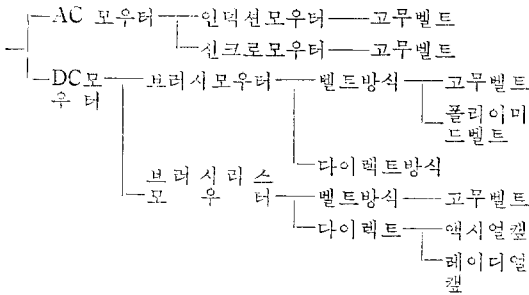 AC 모우터 인덕션모우터 고무벨트
신크로모우터 고무벨트
DC모우터 브러시모우터 벨트방식 고무벨트
폴리이미드벨트
다이렉트방식
브러시리스모우터 벨트방식 고무벨트
다이렉트 액시얼갭
레이디얼갭